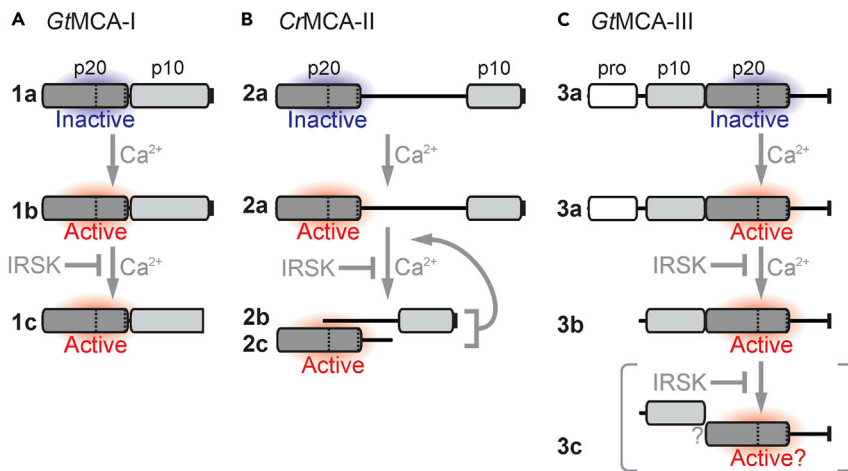 A GtMCA-I
p20 p10
1a
Inactive
Ca2+
1b
Active
IRSK Ca2+
1c
Active
B CrMCA-II
p20 p10
2a
Inactive
Ca2+
2a
Active
IRSK Ca2+
2b
2c
Active
C GtMCA-III
pro p10 p20
3a
Inactive
Ca2+
3a
Active
IRSK Ca2+
3b
Active
IRSK
?
3c
Active?